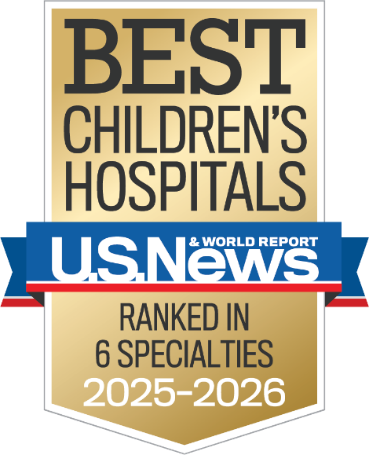 BEST
CHILDREN'S
HOSPITALS
& WORLD REPORT
U.S.News
RANKED IN
6 SPECIALTIES
2025–2026